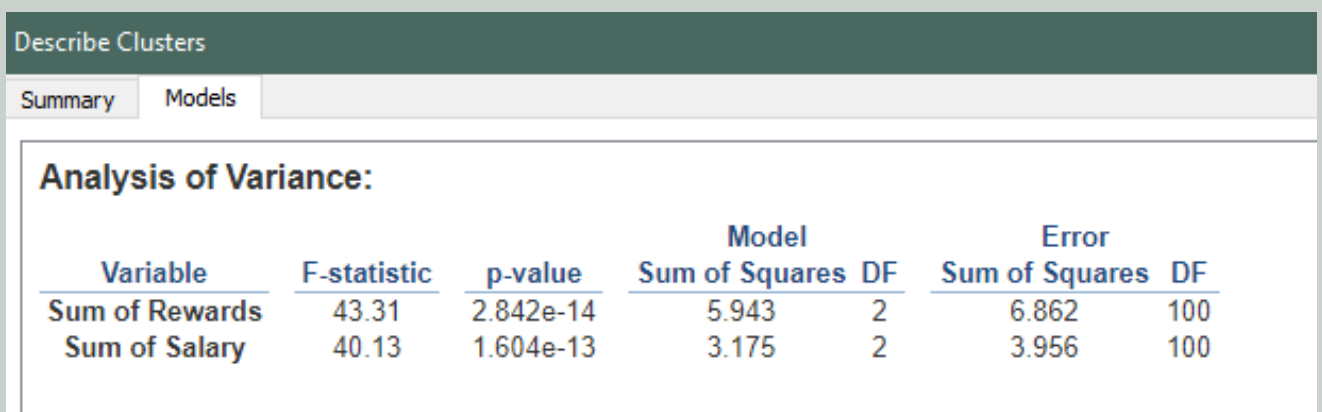 Describe Clusters
Summary Models
Analysis of Variance:
Model Error
Variable F-statistic p-value Sum of Squares DF Sum of Squares DF
Sum of Rewards 43.31 2.842e-14 5.943 2 6.862 100
Sum of Salary 40.13 1.604e-13 3.175 2 3.956 100